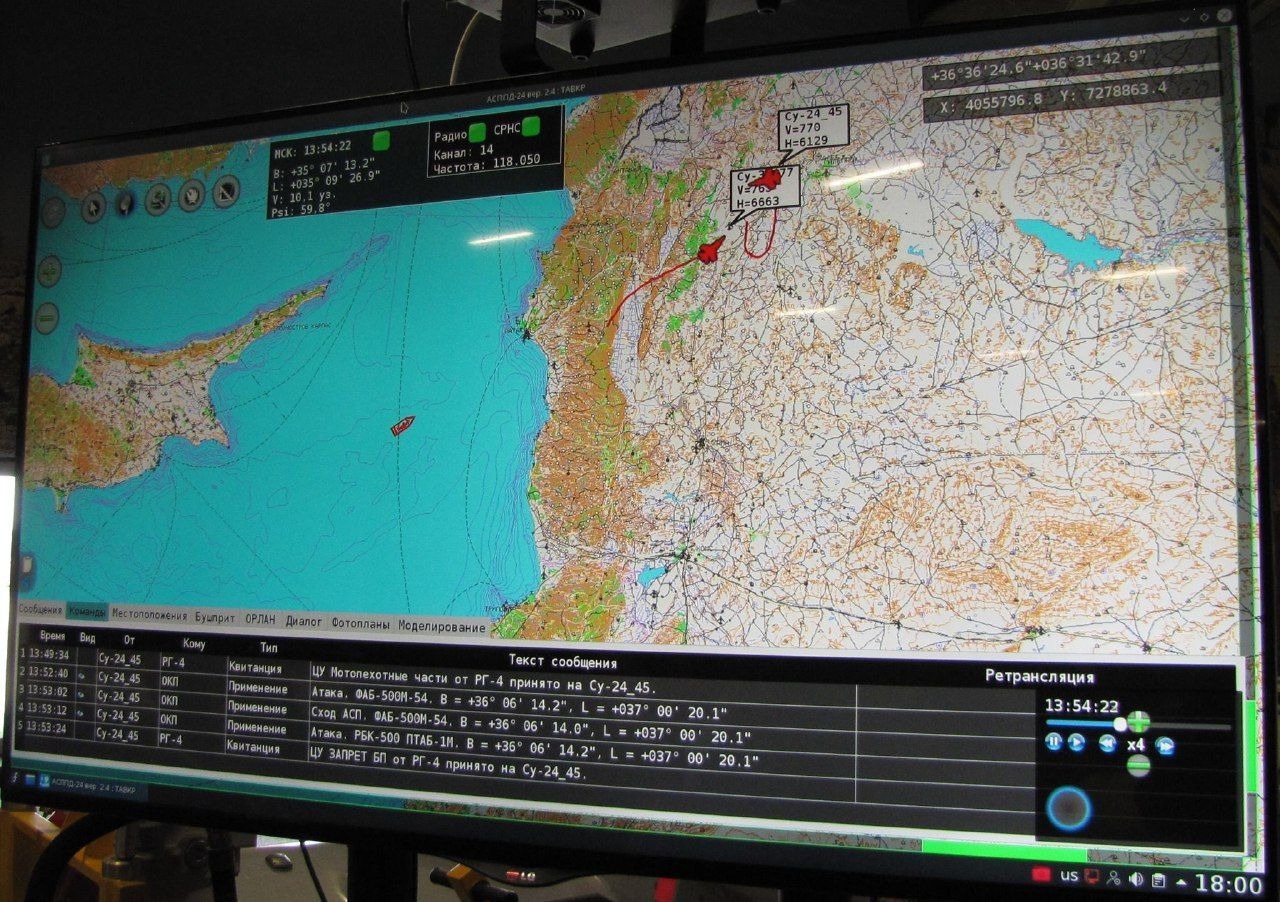 АСППД-24 вер. 2.4 : ТАВКР
+36°36'24.6"+036°31'42.9"
X: 4055796.8 Y: 7278863.4
МСК: 13:54:22
B: +35° 07' 13.2"
L: +035° 09' 26.9"
V: 10.1 уз.
Psi: 59.8°
Радио СРНС
Канал: 14
Частота: 118.050
Су-24_45
V=770
H=6129
H=6663
Сообщения Команды Местоположения Бушприт ОРЛАН Диалог Фотопланы Моделирование
Время Вид От Кому Тип Текст сообщения
1 13:49:34 Су-24_45 РГ-4 Квитанция ЦУ Мотопехотные части от РГ-4 принято на Су-24_45.
2 13:52:40 Су-24_45 ОКП Применение Атака. ФАБ-500М-54. B = +36° 06' 14.2", L = +037° 00' 20.1"
3 13:53:02 Су-24_45 ОКП Применение Сход АСП. ФАБ-500М-54. B = +36° 06' 14.0", L = +037° 00' 20.1"
4 13:53:12 Су-24_45 ОКП Применение Атака. РБК-500 ПТАБ-1М. B = +36° 06' 14.2", L = +037° 00' 20.1"
5 13:53:24 Су-24_45 РГ-4 Квитанция ЦУ ЗАПРЕТ БП от РГ-4 принято на Су-24_45.
Ретрансляция
13:54:22
x4
АСППД-24 вер. 2.4 : ТАВКР
us
18:00
LG